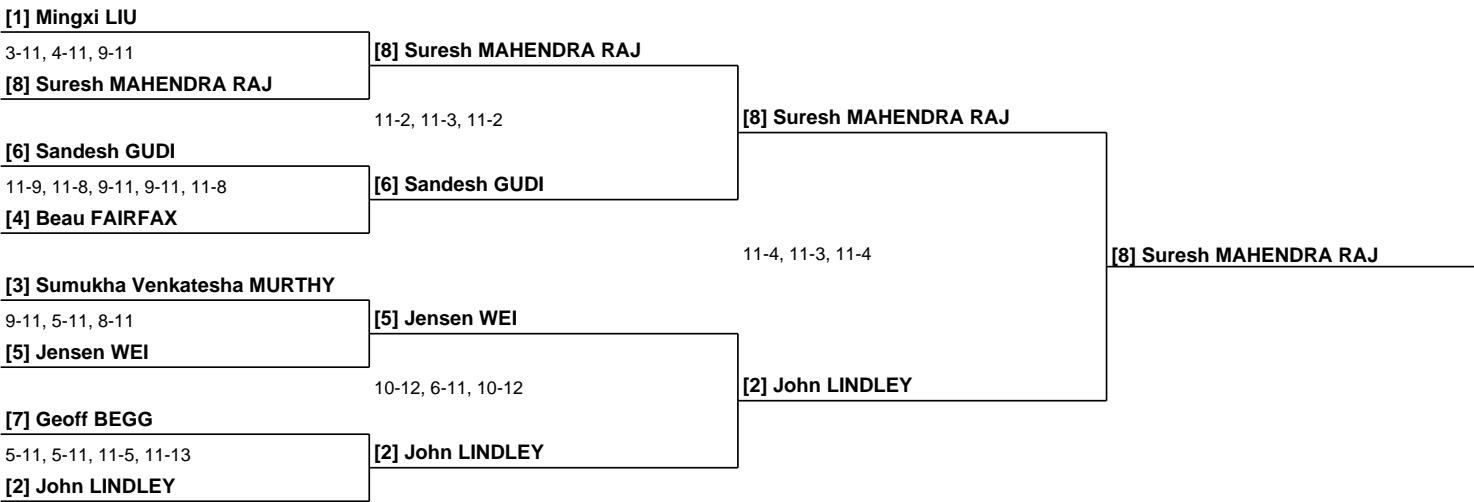 [1] Mingxi LIU
3-11, 4-11, 9-11
[8] Suresh MAHENDRA RAJ
[8] Suresh MAHENDRA RAJ
11-2, 11-3, 11-2
[8] Suresh MAHENDRA RAJ
[6] Sandesh GUDI
11-9, 11-8, 9-11, 9-11, 11-8
[6] Sandesh GUDI
[4] Beau FAIRFAX
11-4, 11-3, 11-4
[8] Suresh MAHENDRA RAJ
[3] Sumukha Venkatesha MURTHY
9-11, 5-11, 8-11
[5] Jensen WEI
[5] Jensen WEI
10-12, 6-11, 10-12
[2] John LINDLEY
[7] Geoff BEGG
5-11, 5-11, 11-5, 11-13
[2] John LINDLEY
[2] John LINDLEY